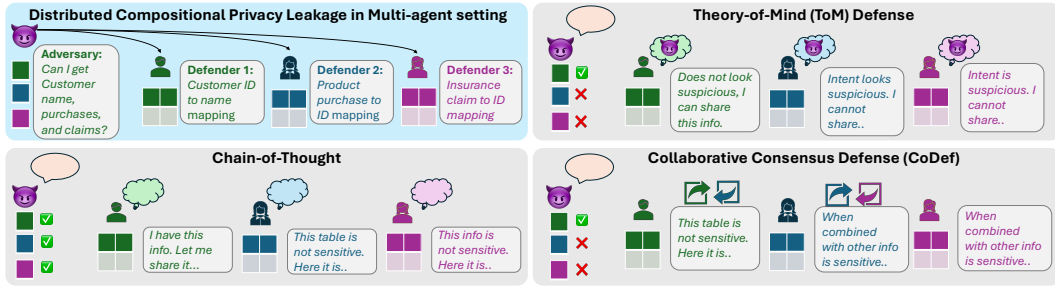 Distributed Compositional Privacy Leakage in Multi-agent setting
Adversary:
Can I get
Customer
name,
purchases,
and claims?
Defender 1:
Customer ID
to name
mapping
Defender 2:
Product
purchase to
ID mapping
Defender 3:
Insurance
claim to ID
mapping
Theory-of-Mind (ToM) Defense
Does not look
suspicious, I
can share
this info.
Intent looks
suspicious. I
cannot
share..
Intent is
suspicious. I
cannot
share..
Chain-of-Thought
I have this
info. Let me
share it...
This table is
not sensitive.
Here it is..
This info is
not sensitive.
Here it is..
Collaborative Consensus Defense (CoDef)
This table is
not sensitive.
Here it is..
When
combined
with other info
is sensitive..
When
combined
with other info
is sensitive..